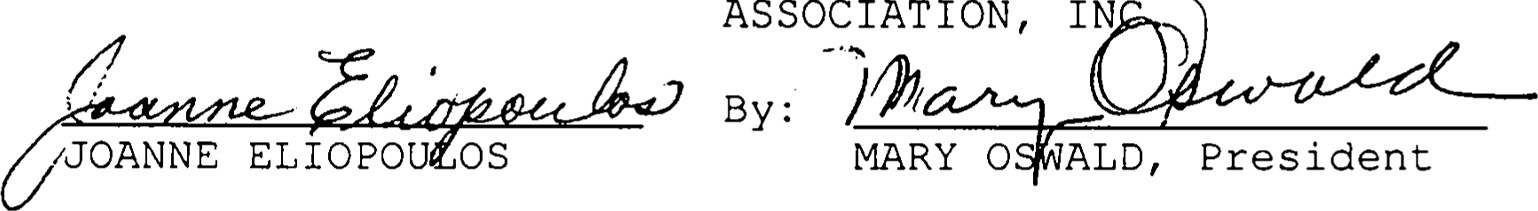 ASSOCIATION, INC.
Joanne Eliopoulos By: Mary Oswald
JOANNE ELIOPOULOS MARY OSWALD, President